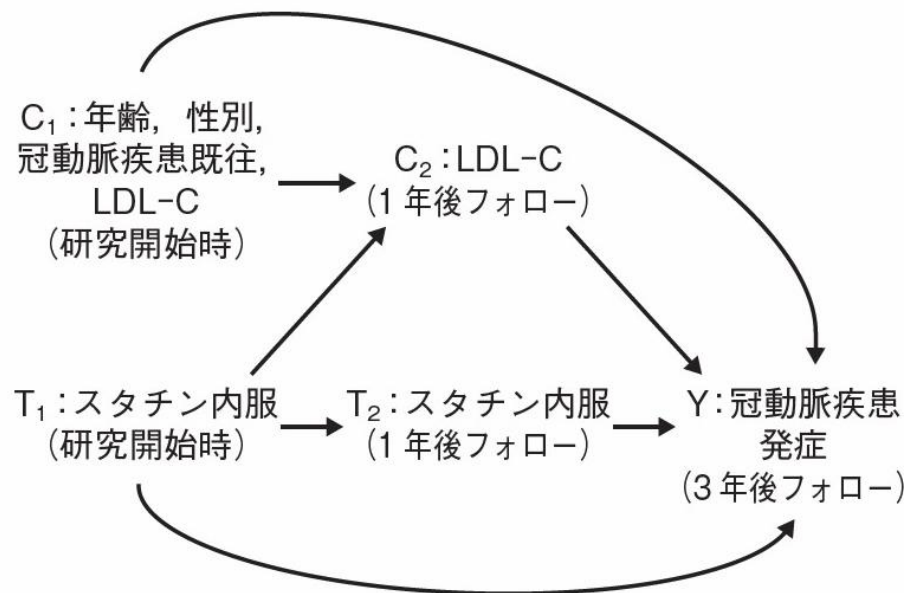 C₁：年齢，性別，
冠動脈疾患既往，
LDL-C
（研究開始時）
C₂：LDL-C
（1年後フォロー）
T₁：スタチン内服
（研究開始時）
T₂：スタチン内服
（1年後フォロー）
Y：冠動脈疾患
発症
（3年後フォロー）